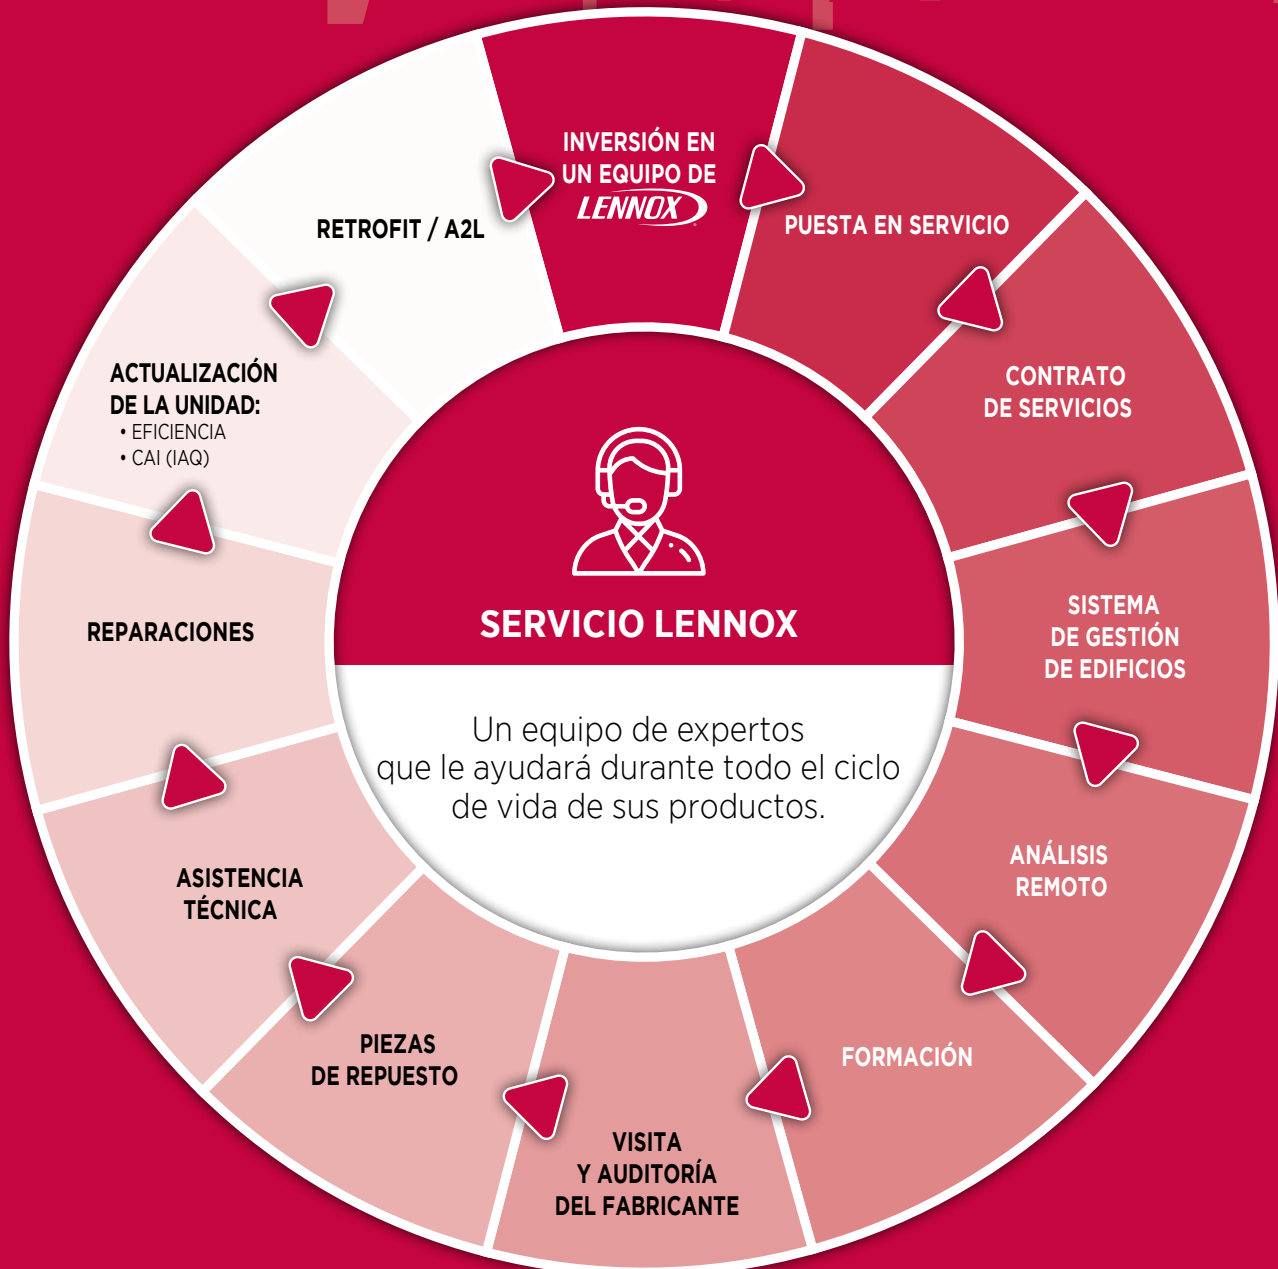 INVERSIÓN EN
UN EQUIPO DE
LENNOX
PUESTA EN SERVICIO
CONTRATO
DE SERVICIOS
SISTEMA
DE GESTIÓN
DE EDIFICIOS
ANÁLISIS
REMOTO
FORMACIÓN
VISITA
Y AUDITORÍA
DEL FABRICANTE
PIEZAS
DE REPUESTO
ASISTENCIA
TÉCNICA
REPARACIONES
ACTUALIZACIÓN
DE LA UNIDAD:
• EFICIENCIA
• CAI (IAQ)
RETROFIT / A2L
SERVICIO LENNOX
Un equipo de expertos
que le ayudará durante todo el ciclo
de vida de sus productos.